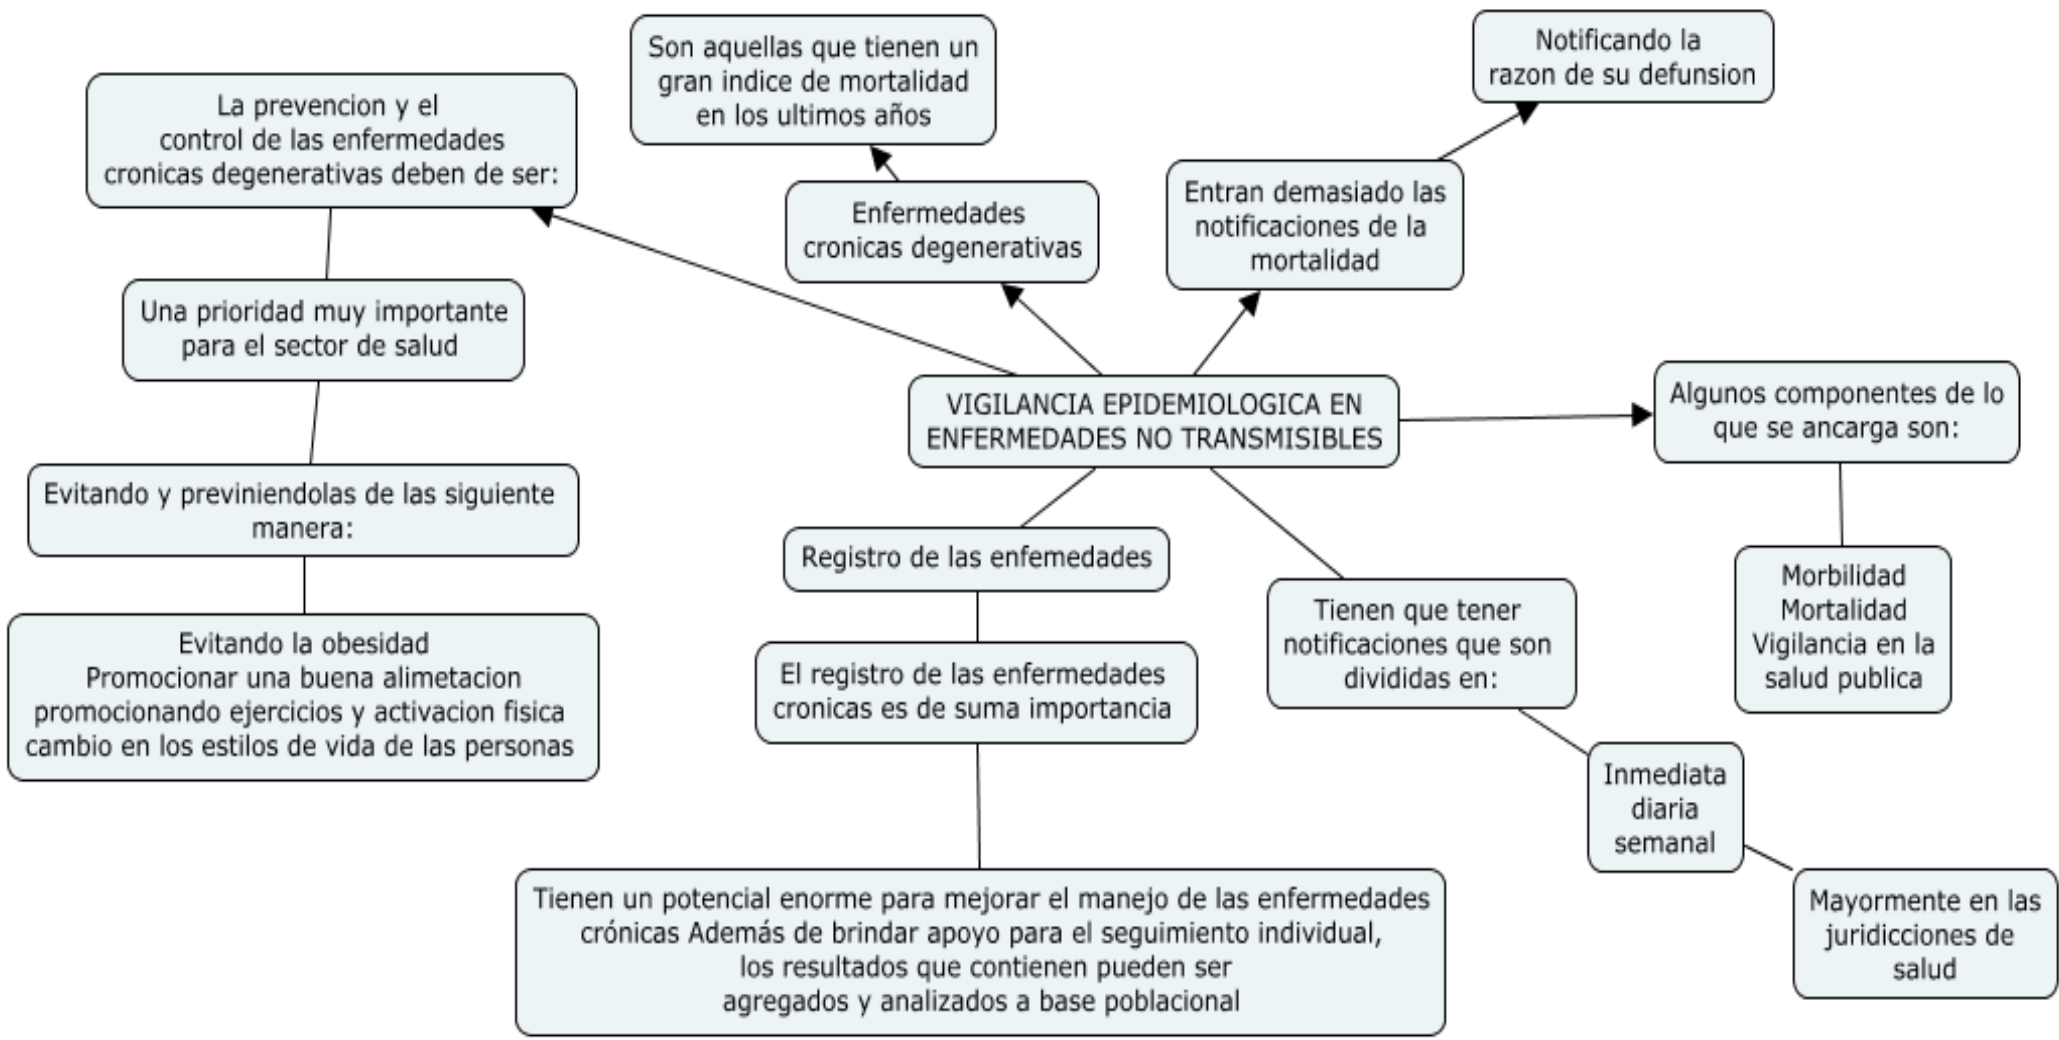 Son aquellas que tienen un
gran indice de mortalidad
en los ultimos años
Notificando la
razon de su defunsion
La prevencion y el
control de las enfermedades
cronicas degenerativas deben de ser:
Enfermedades
cronicas degenerativas
Entran demasiado las
notificaciones de la
mortalidad
Una prioridad muy importante
para el sector de salud
VIGILANCIA EPIDEMIOLOGICA EN
ENFERMEDADES NO TRANSMISIBLES
Algunos componentes de lo
que se ancarga son:
Evitando y previniendolas de las siguiente
manera:
Registro de las enfemedades
Tienen que tener
notificaciones que son
divididas en:
Morbilidad
Mortalidad
Vigilancia en la
salud publica
Evitando la obesidad
Promocionar una buena alimetacion
promocionando ejercicios y activacion fisica
cambio en los estilos de vida de las personas
El registro de las enfermedades
cronicas es de suma importancia
Inmediata
diaria
semanal
Tienen un potencial enorme para mejorar el manejo de las enfermedades
crónicas Además de brindar apoyo para el seguimiento individual,
los resultados que contienen pueden ser
agregados y analizados a base poblacional
Mayormente en las
juridicciones de
salud